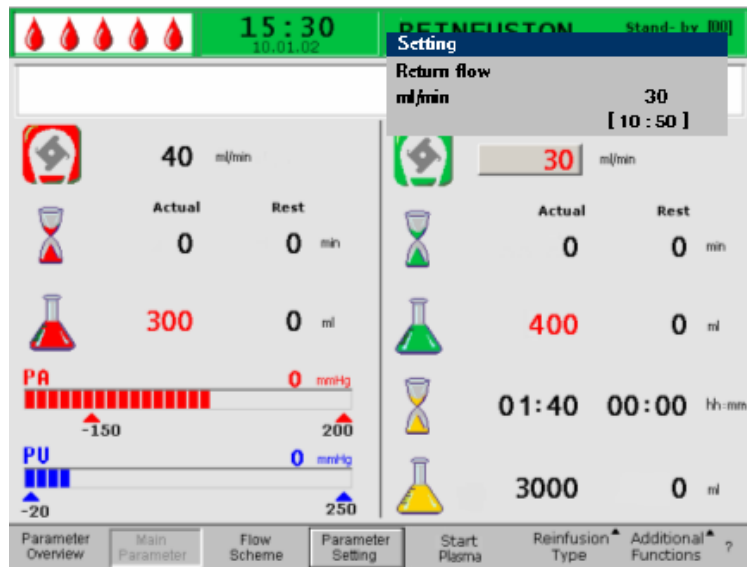 15:30
10.01.02
REINFUSION
Stand- by [00]
Setting
Return flow
ml/min 30
[ 10 : 50 ]
40 ml/min
30 ml/min
Actual Rest
0 0 min
300 0 ml
PA 0 mmHg
-150 200
PV 0 mmHg
-20 250
Actual Rest
0 0 min
400 0 ml
01:40 00:00 hh:mm
3000 0 ml
Parameter
Overview
Main
Parameter
Flow
Scheme
Parameter
Setting
Start
Plasma
Reinfusion
Type
Additional
Functions
?